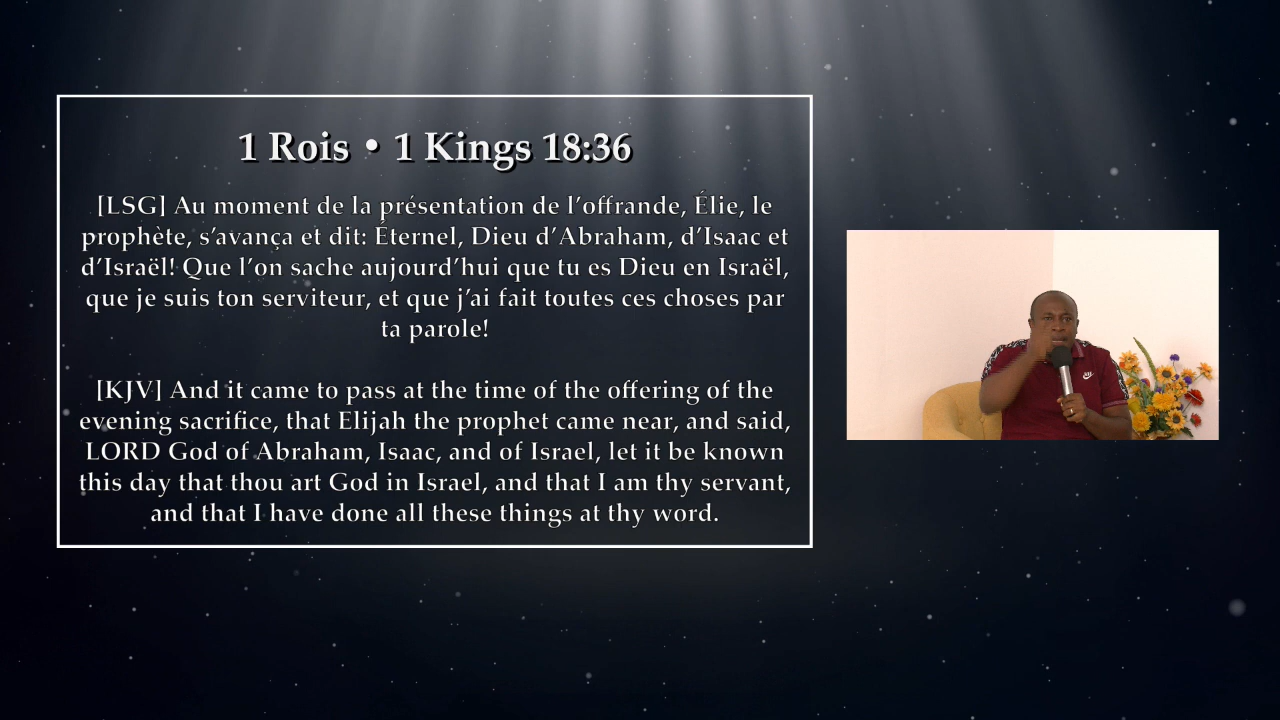 1 Rois • 1 Kings 18:36
[LSG] Au moment de la présentation de l’offrande, Élie, le
prophète, s’avança et dit: Éternel, Dieu d’Abraham, d’Isaac et
d’Israël! Que l’on sache aujourd’hui que tu es Dieu en Israël,
que je suis ton serviteur, et que j’ai fait toutes ces choses par
ta parole!
[KJV] And it came to pass at the time of the offering of the
evening sacrifice, that Elijah the prophet came near, and said,
LORD God of Abraham, Isaac, and of Israel, let it be known
this day that thou art God in Israel, and that I am thy servant,
and that I have done all these things at thy word.